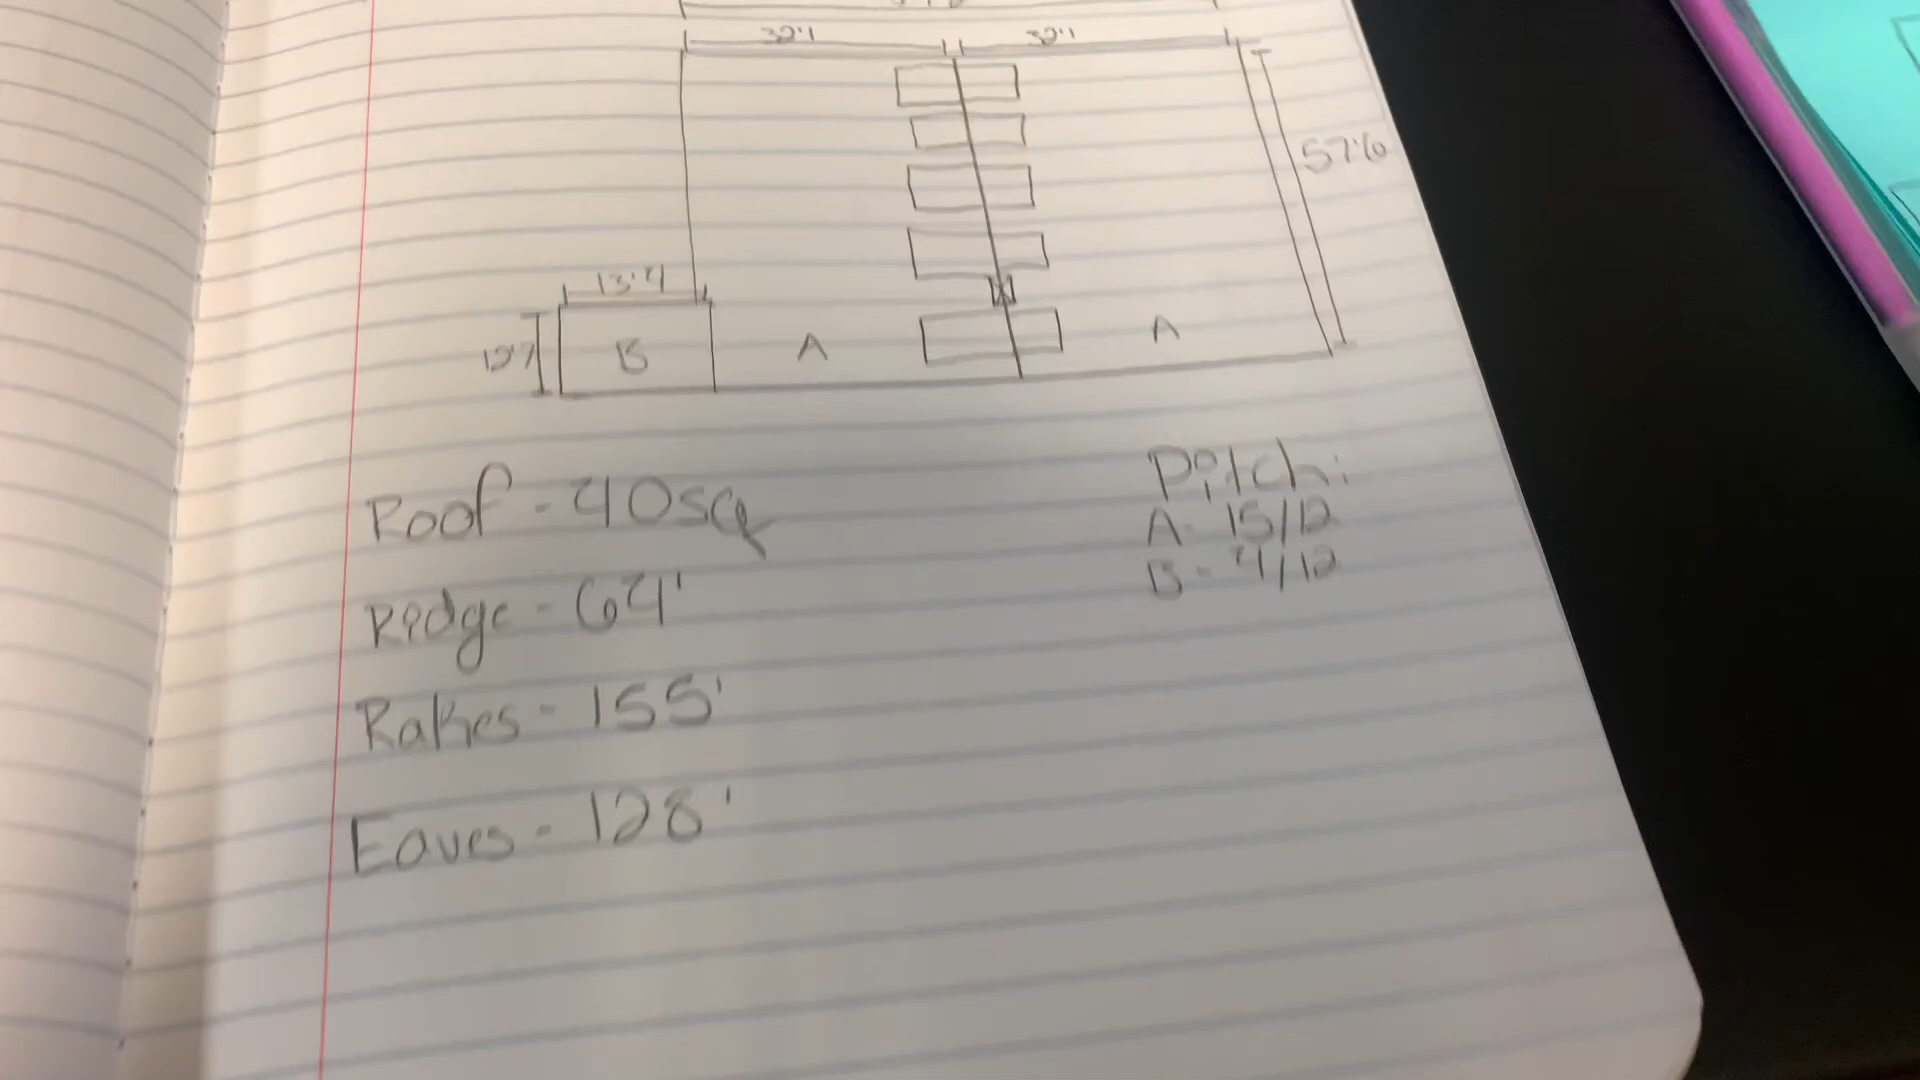 32'1 32'1
57'6
13'4
12'7 B A A
Roof - 40sq
Pitch:
A - 15/12
Ridge - 64'
B - 4/12
Rakes - 155'
Eaves - 128'